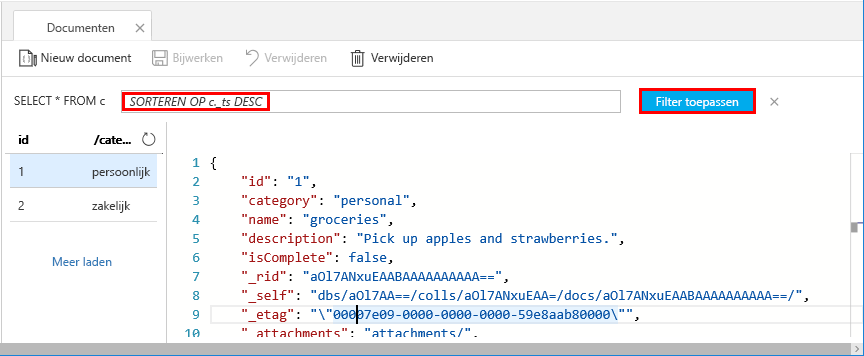 Documenten
Nieuw document Bijwerken Verwijderen Verwijderen
SELECT * FROM c SORTEREN OP c._ts DESC Filter toepassen
id /cate...
1 persoonlijk
2 zakelijk
Meer laden
1 {
2 "id": "1",
3 "category": "personal",
4 "name": "groceries",
5 "description": "Pick up apples and strawberries.",
6 "isComplete": false,
7 "_rid": "aOl7ANxuEAABAAAAAAAAAA==",
8 "_self": "dbs/aOl7AA==/colls/aOl7ANxuEAA=/docs/aOl7ANxuEAABAAAAAAAAAA==/",
9 "_etag": "\"00007e09-0000-0000-0000-59e8aab80000\"",
10 "_attachments": "attachments/",